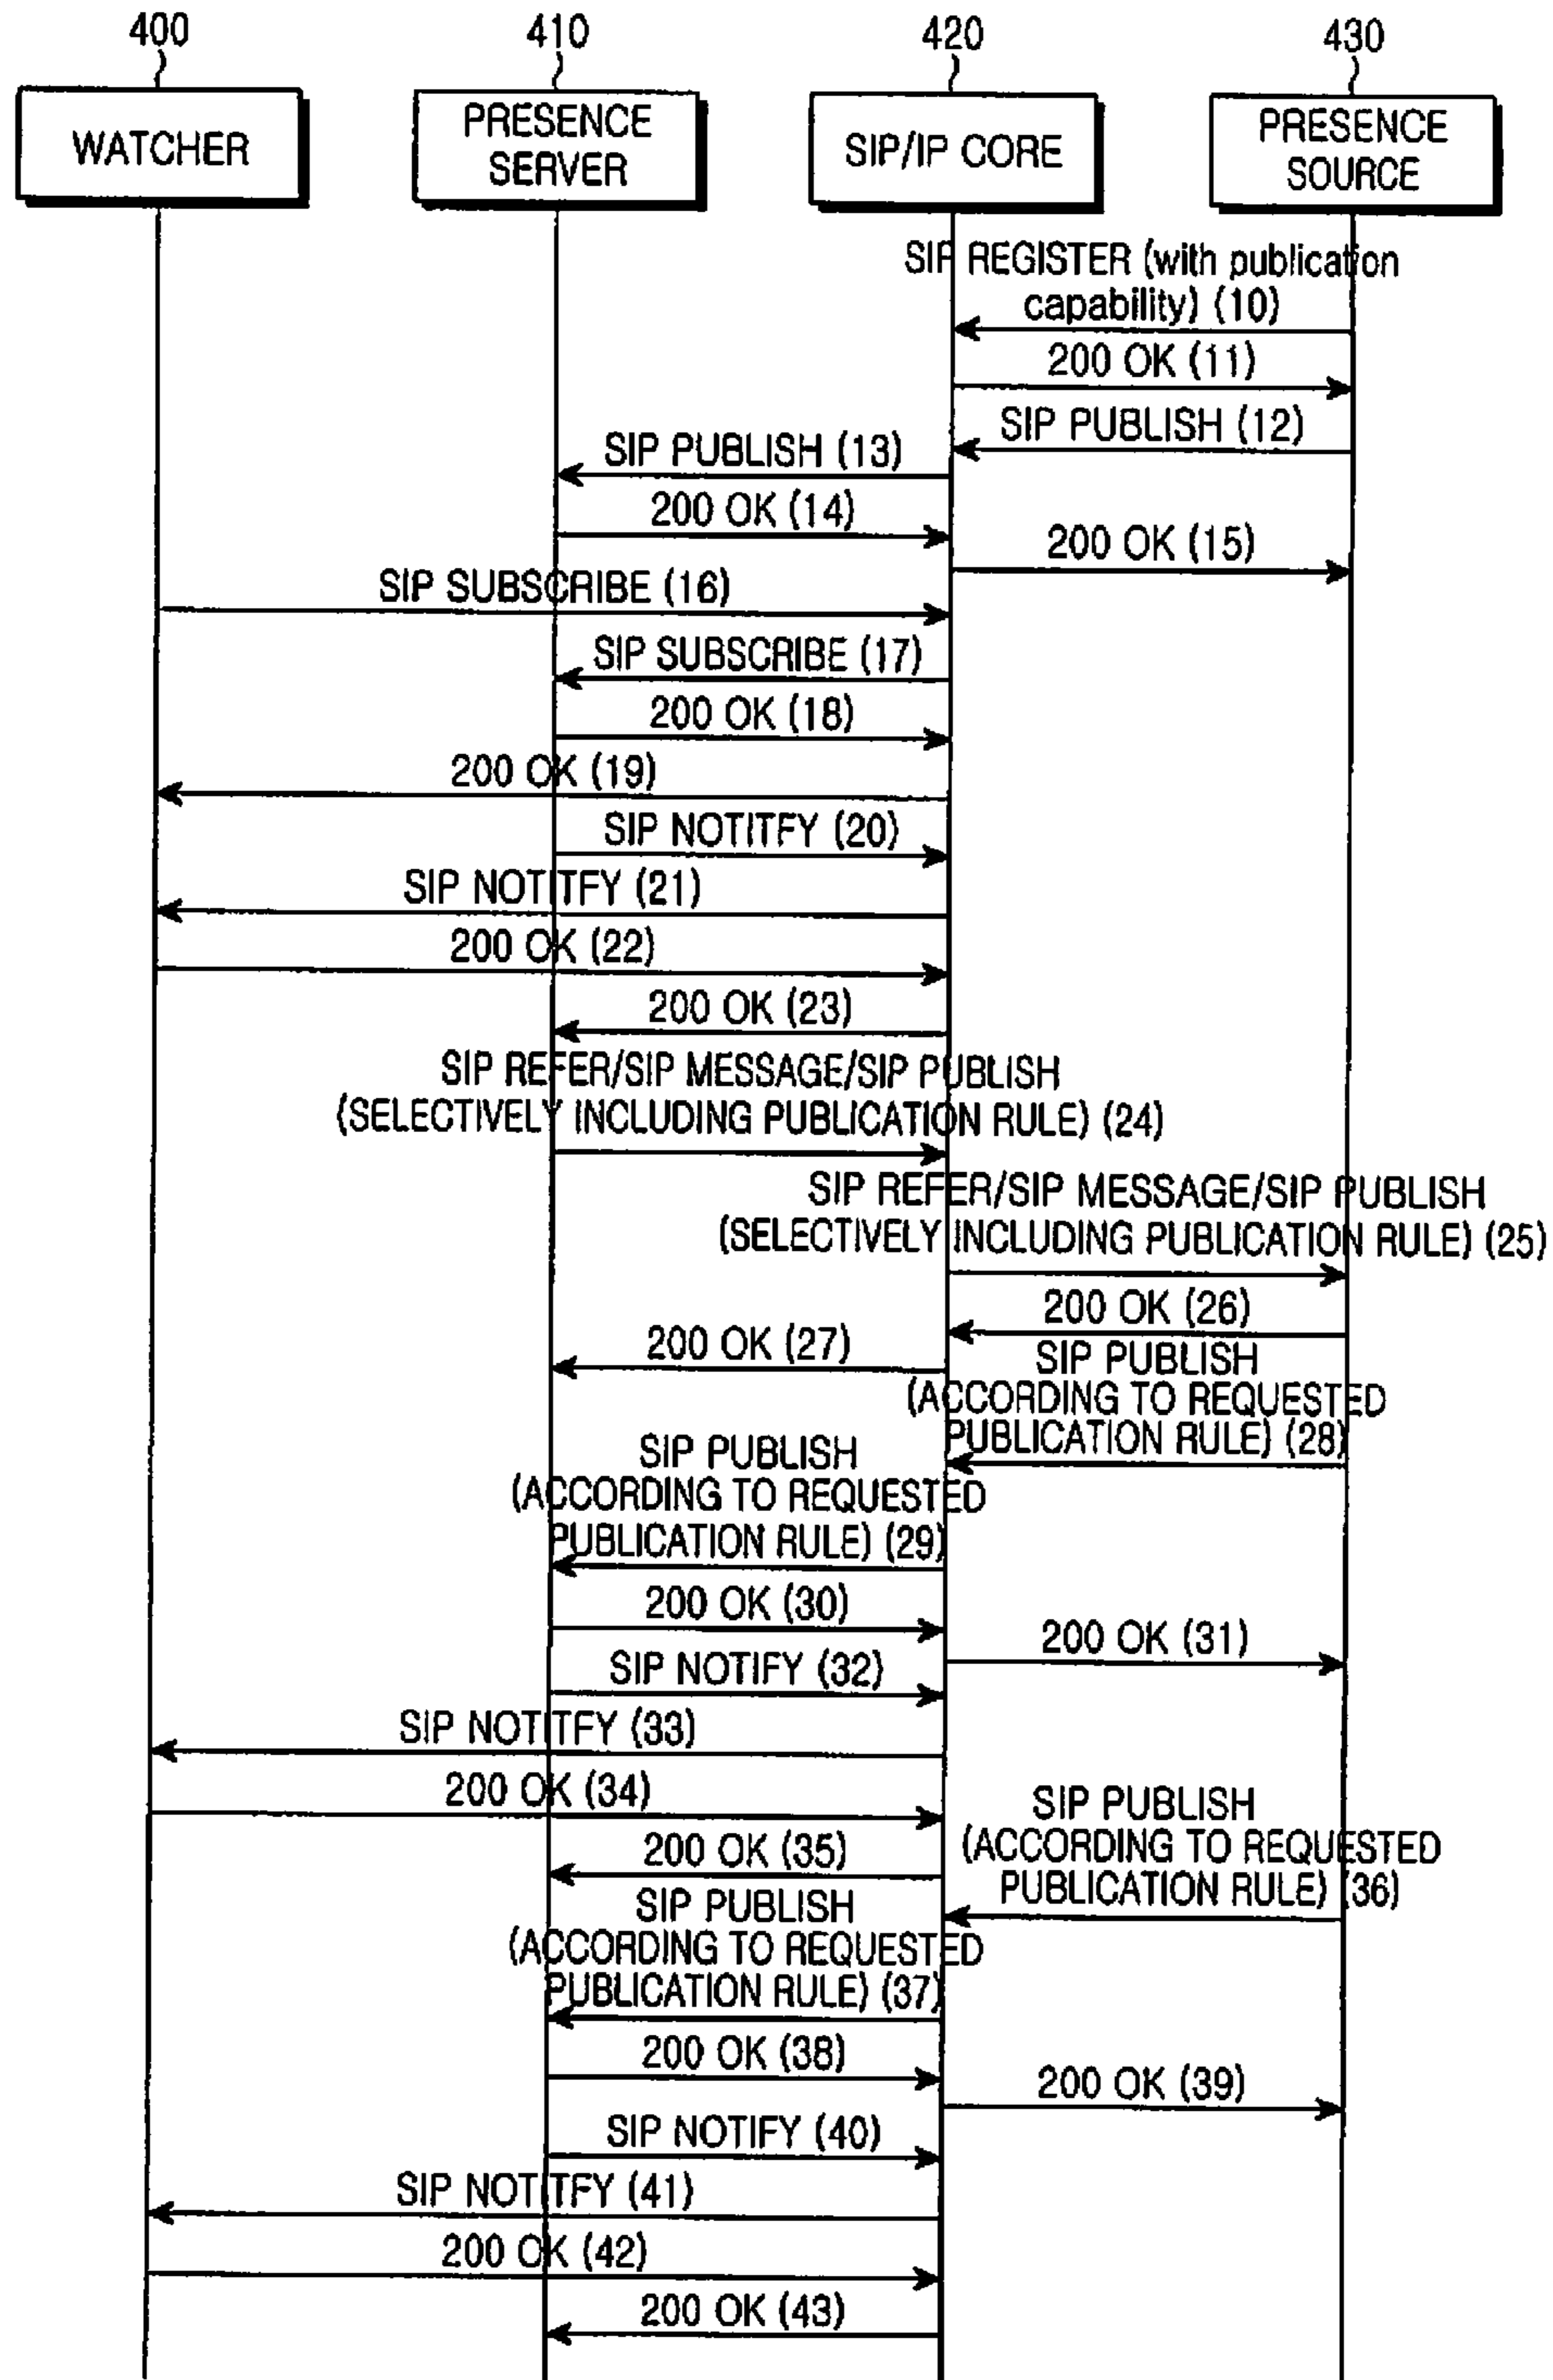 400
410
420
430
WATCHER
PRESENCE
SERVER
SIP/IP CORE
PRESENCE
SOURCE
SIP REGISTER (with publication
capability) (10)
200 OK (11)
SIP PUBLISH (12)
SIP PUBLISH (13)
200 OK (14)
200 OK (15)
SIP SUBSCRIBE (16)
SIP SUBSCRIBE (17)
200 OK (18)
200 OK (19)
SIP NOTITFY (20)
SIP NOTITFY (21)
200 OK (22)
200 OK (23)
SIP REFER/SIP MESSAGE/SIP PUBLISH
(SELECTIVELY INCLUDING PUBLICATION RULE) (24)
SIP REFER/SIP MESSAGE/SIP PUBLISH
(SELECTIVELY INCLUDING PUBLICATION RULE) (25)
200 OK (26)
200 OK (27)
SIP PUBLISH
(ACCORDING TO REQUESTED
PUBLICATION RULE) (28)
SIP PUBLISH
(ACCORDING TO REQUESTED
PUBLICATION RULE) (29)
200 OK (30)
200 OK (31)
SIP NOTIFY (32)
SIP NOTITFY (33)
200 OK (34)
200 OK (35)
SIP PUBLISH
(ACCORDING TO REQUESTED
PUBLICATION RULE) (36)
SIP PUBLISH
(ACCORDING TO REQUESTED
PUBLICATION RULE) (37)
200 OK (38)
200 OK (39)
SIP NOTIFY (40)
SIP NOTITFY (41)
200 OK (42)
200 OK (43)